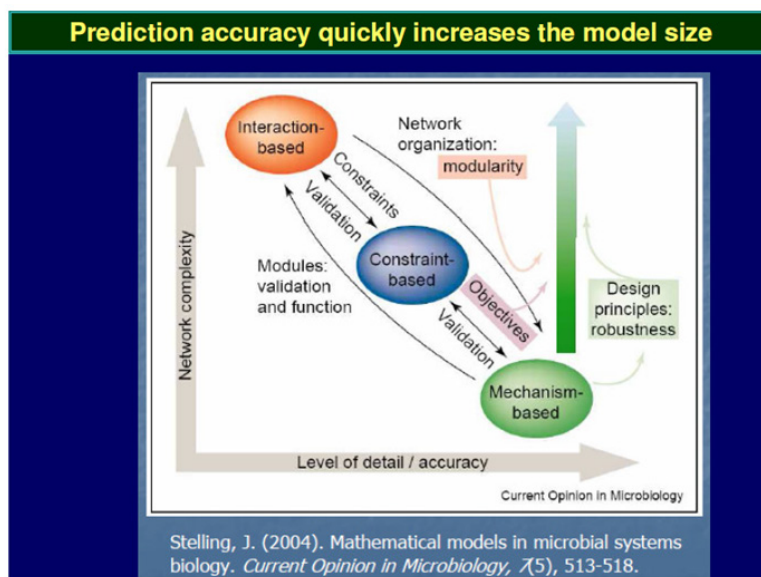 Prediction accuracy quickly increases the model size
Interaction-
based
Network
organization:
modularity
Constraints
Validation
Network complexity
Constraint-
based
Modules:
validation
and function
Objectives
Validation
Design
principles:
robustness
Mechanism-
based
Level of detail / accuracy
Current Opinion in Microbiology
Stelling, J. (2004). Mathematical models in microbial systems
biology. Current Opinion in Microbiology, 7(5), 513-518.